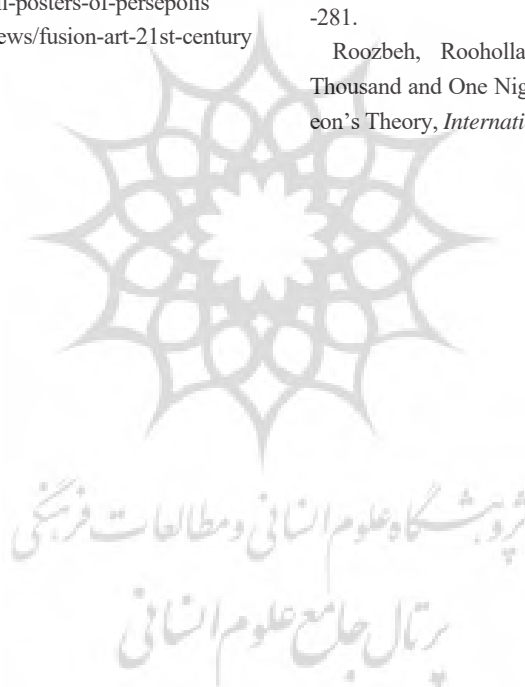 ll-posters-of-persepolis
ews/fusion-art-21st-century
-281.
Roozbeh, Rooholla
Thousand and One Nig
eon's Theory, Internati
پژوهشگاه علوم انسانی و مطالعات فرهنگی
پرتال جامع علوم انسانی